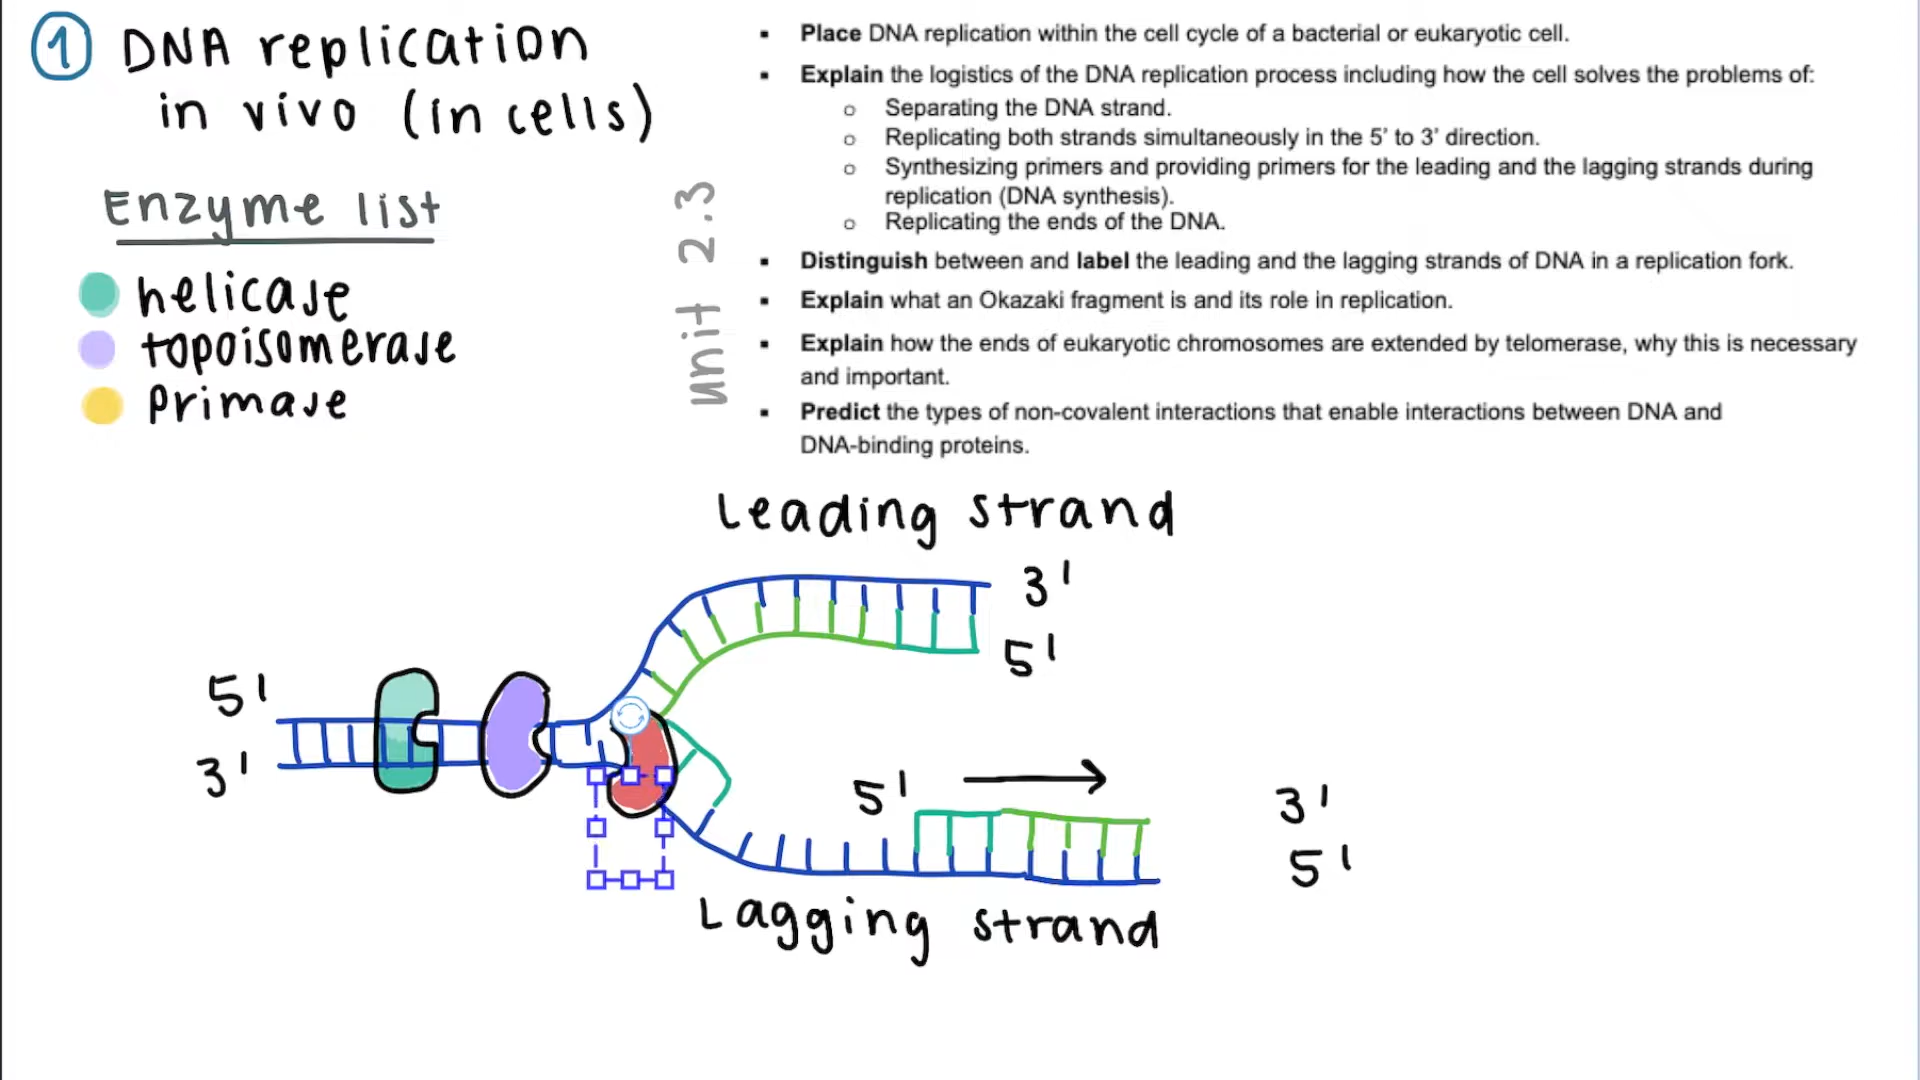 1 DNA replication
in vivo (in cells)
Enzyme list
helicase
topoisomerase
Primase
unit 2.3
▪ Place DNA replication within the cell cycle of a bacterial or eukaryotic cell.
▪ Explain the logistics of the DNA replication process including how the cell solves the problems of:
o Separating the DNA strand.
o Replicating both strands simultaneously in the 5' to 3' direction.
o Synthesizing primers and providing primers for the leading and the lagging strands during
replication (DNA synthesis).
o Replicating the ends of the DNA.
▪ Distinguish between and label the leading and the lagging strands of DNA in a replication fork.
▪ Explain what an Okazaki fragment is and its role in replication.
▪ Explain how the ends of eukaryotic chromosomes are extended by telomerase, why this is necessary
and important.
▪ Predict the types of non-covalent interactions that enable interactions between DNA and
DNA-binding proteins.
Leading strand
3'
5'
5'
3'
5'
3'
5'
Lagging strand